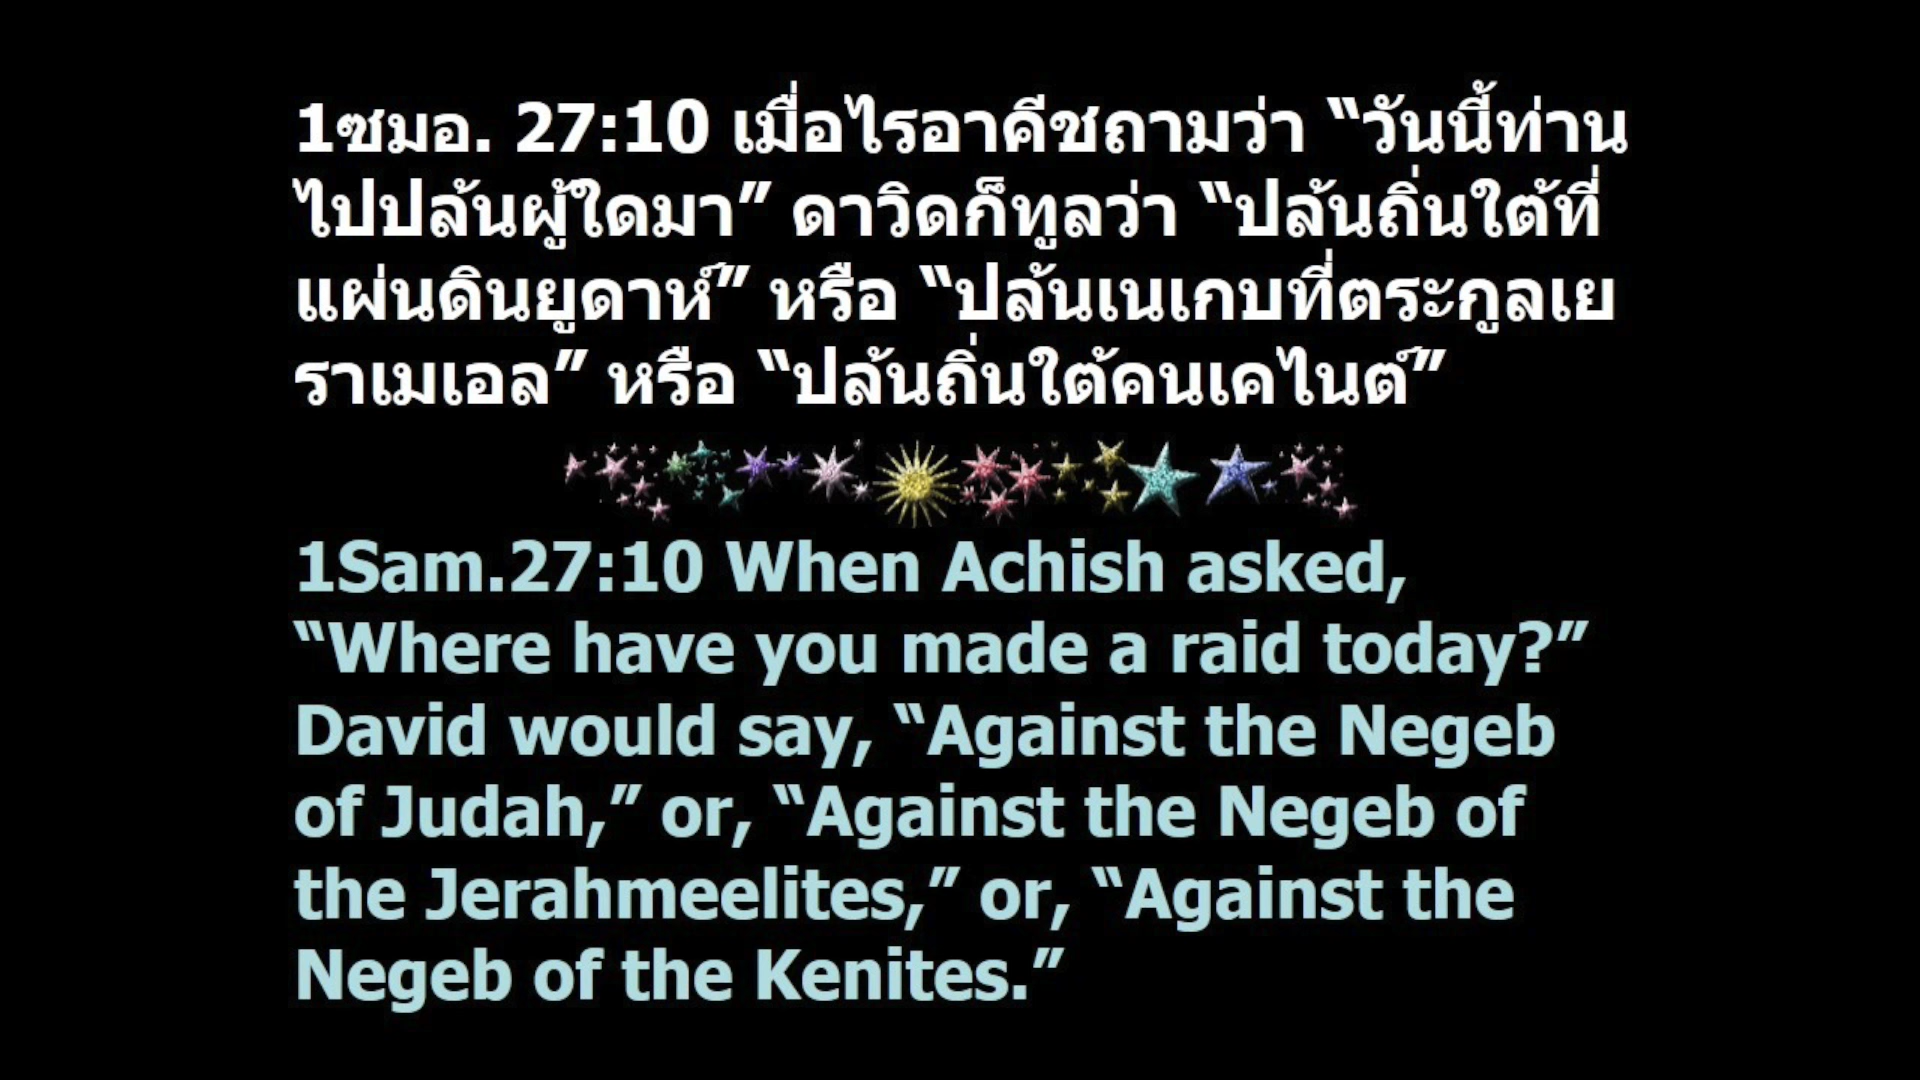 1ซมอ. 27:10 เมื่อไรอาคีชถามว่า “วันนี้ท่าน
ไปปล้นผู้ใดมา” ดาวิดก็ทูลว่า “ปล้นถิ่นใต้ที่
แผ่นดินยูดาห์” หรือ “ปล้นเนเกบที่ตระกูลเย
ราเมเอล” หรือ “ปล้นถิ่นใต้คนเคไนต์”
1Sam.27:10 When Achish asked,
“Where have you made a raid today?”
David would say, “Against the Negeb
of Judah,” or, “Against the Negeb of
the Jerahmeelites,” or, “Against the
Negeb of the Kenites.”